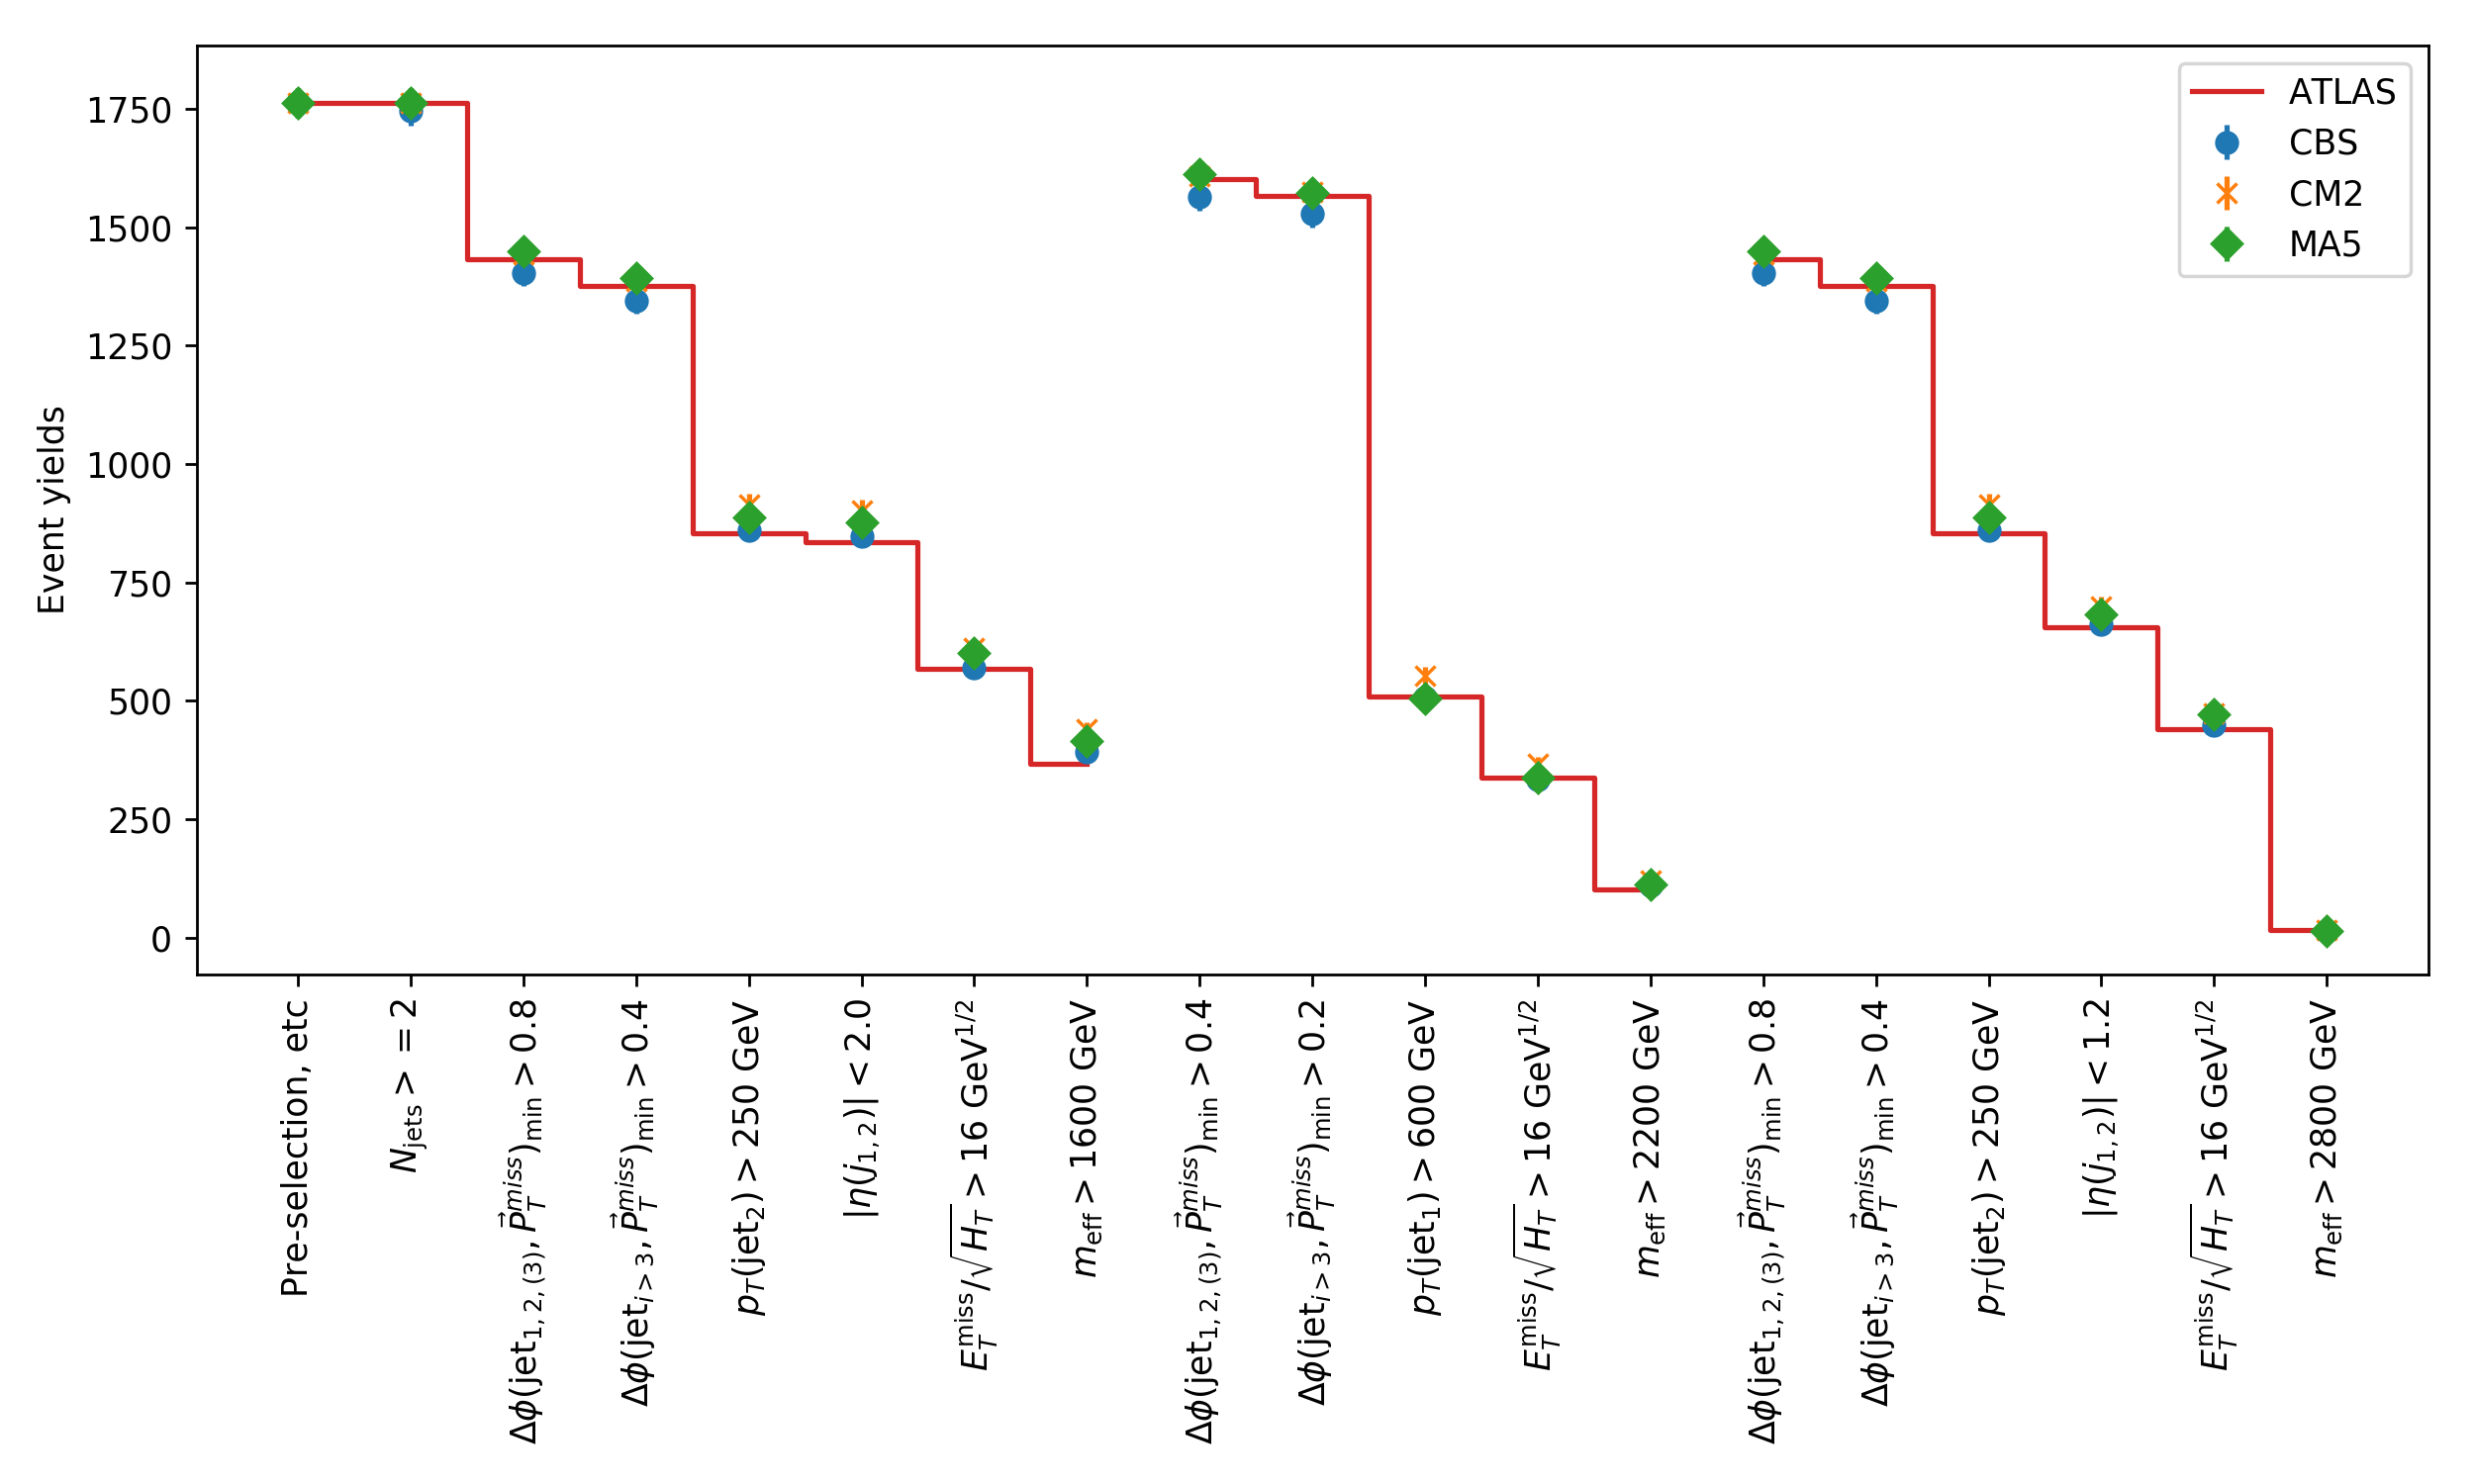 Event yields
1750
1500
1250
1000
750
500
250
0
ATLAS
CBS
CM2
MA5
Pre-selection, etc
N_jets >= 2
Δϕ(jet_{1, 2, (3)}, \vec{P}_T^{miss})_min > 0.8
Δϕ(jet_{i > 3}, \vec{P}_T^{miss})_min > 0.4
p_T(jet_2) > 250 GeV
|η(j_{1, 2})| < 2.0
E_T^{miss}/√H_T > 16 GeV^{1/2}
m_eff > 1600 GeV
Δϕ(jet_{1, 2, (3)}, \vec{P}_T^{miss})_min > 0.4
Δϕ(jet_{i > 3}, \vec{P}_T^{miss})_min > 0.2
p_T(jet_1) > 600 GeV
E_T^{miss}/√H_T > 16 GeV^{1/2}
m_eff > 2200 GeV
Δϕ(jet_{1, 2, (3)}, \vec{P}_T^{miss})_min > 0.8
Δϕ(jet_{i > 3}, \vec{P}_T^{miss})_min > 0.4
p_T(jet_2) > 250 GeV
|η(j_{1, 2})| < 1.2
E_T^{miss}/√H_T > 16 GeV^{1/2}
m_eff > 2800 GeV